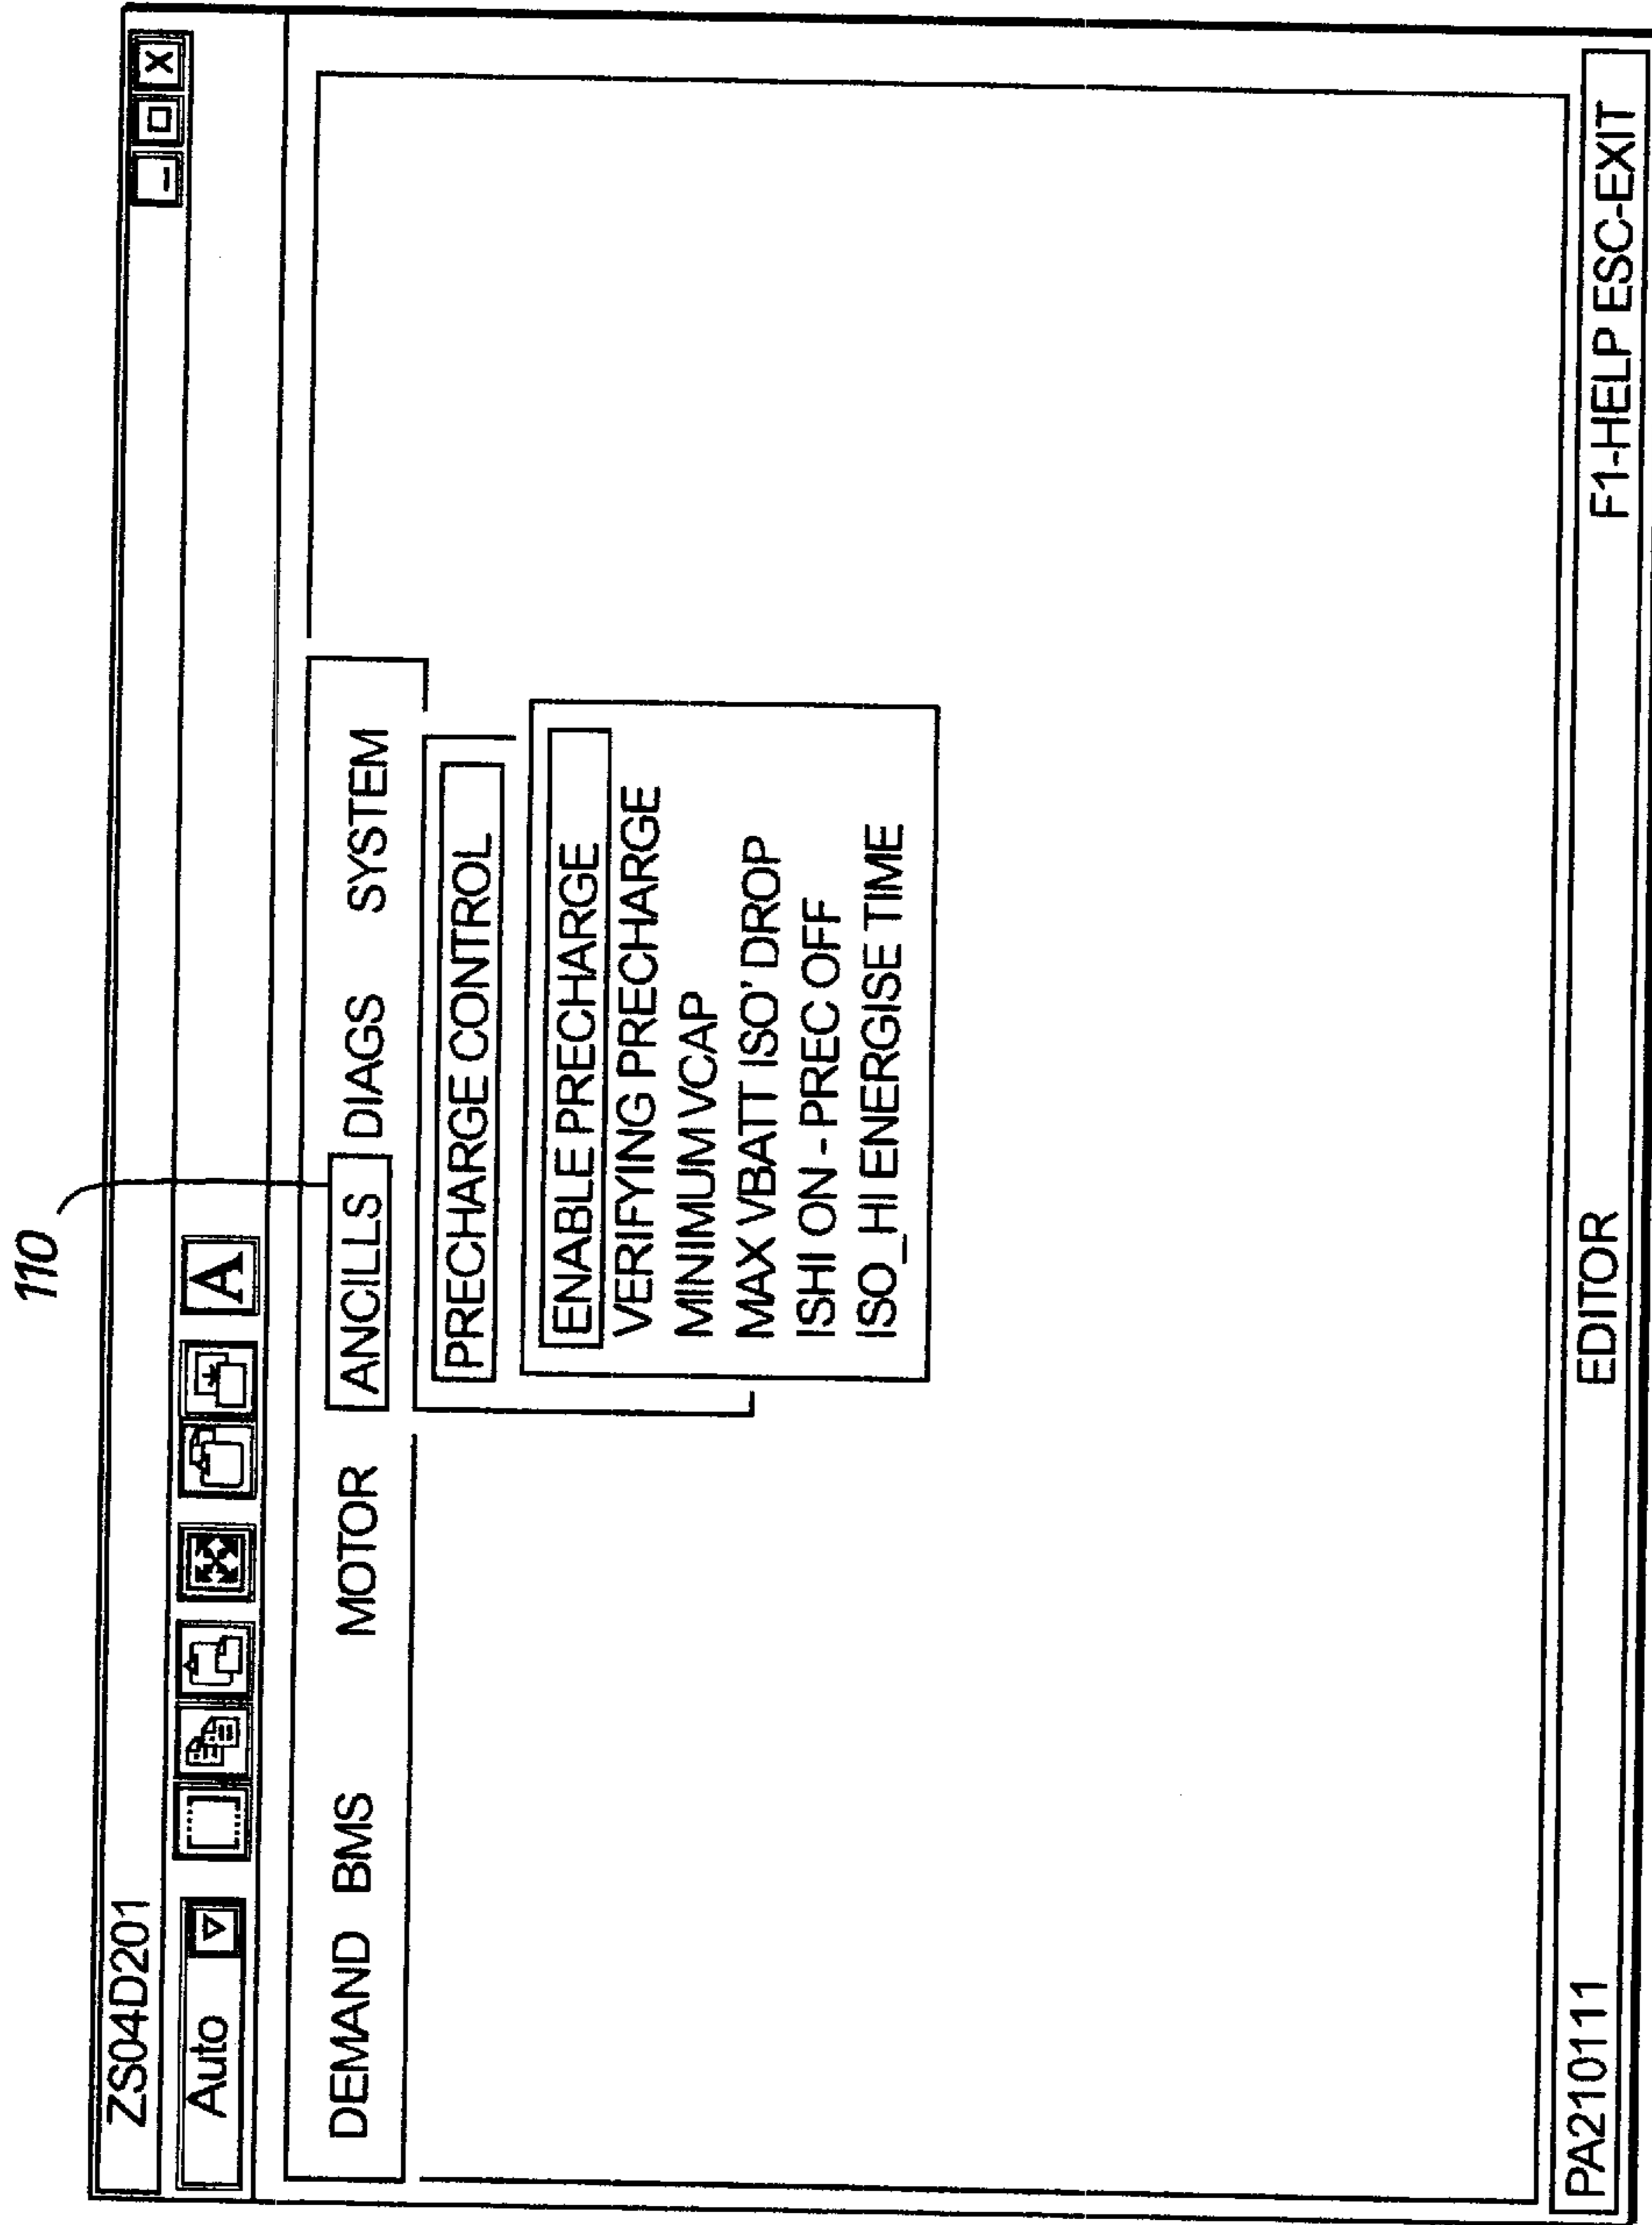 110
ZS04D201
Auto A
DEMAND BMS MOTOR ANCILLS DIAGS SYSTEM
PRECHARGE CONTROL
ENABLE PRECHARGE
VERIFYING PRECHARGE
MINIMUM VCAP
MAX VBATT ISO' DROP
ISHI ON - PREC OFF
ISO_HI ENERGISE TIME
PA210111 EDITOR F1-HELP ESC-EXIT